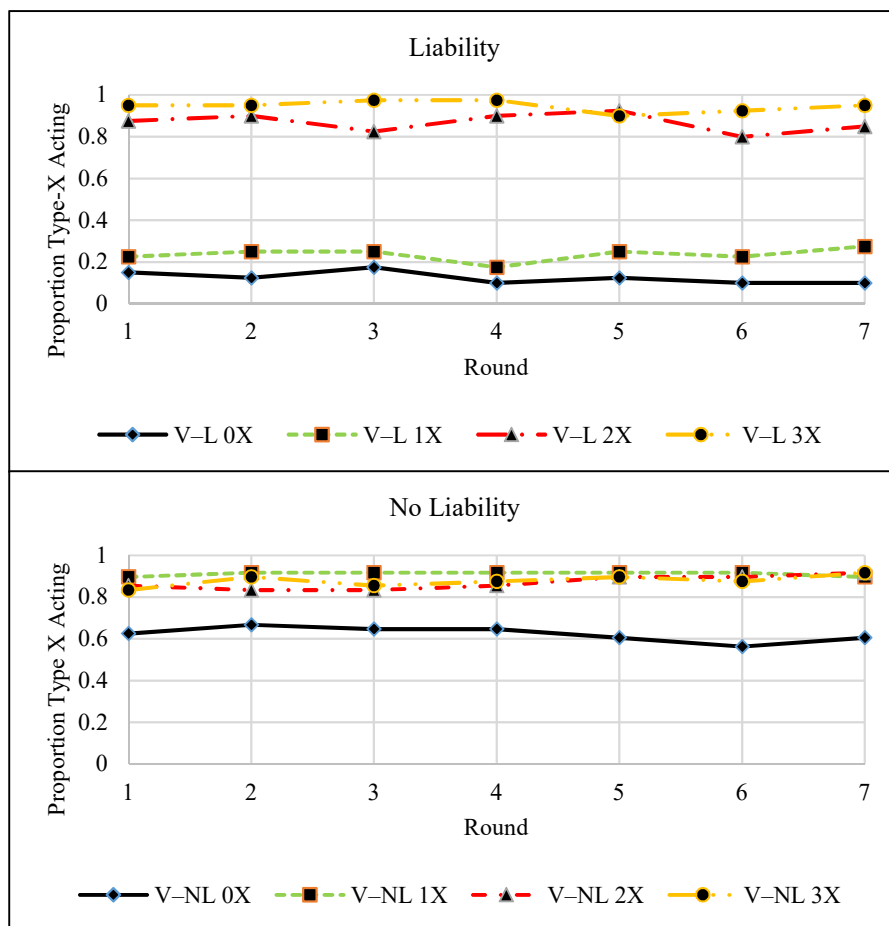 Liability
Proportion Type-X Acting
1
0.8
0.6
0.4
0.2
0
1 2 3 4 5 6 7
Round
V–L 0X V–L 1X V–L 2X V–L 3X
No Liability
Proportion Type X Acting
1
0.8
0.6
0.4
0.2
0
1 2 3 4 5 6 7
Round
V–NL 0X V–NL 1X V–NL 2X V–NL 3X